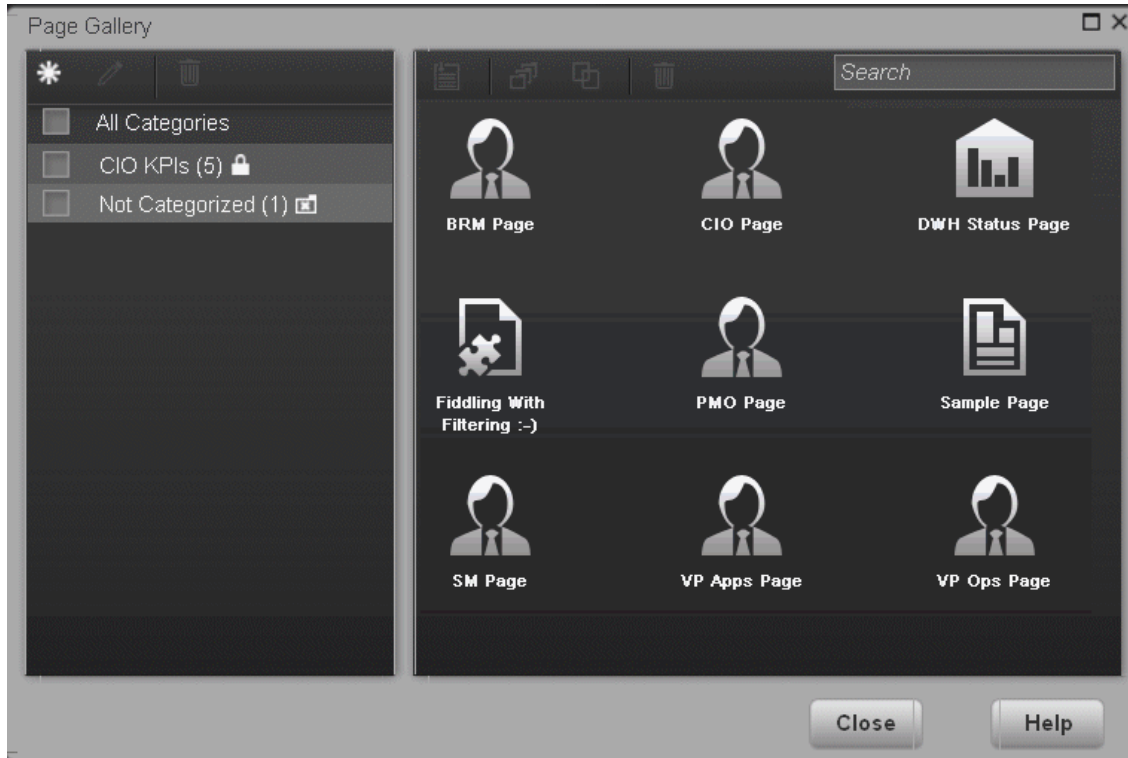 Page Gallery
Search
All Categories
CIO KPIs (5)
Not Categorized (1)
BRM Page
CIO Page
DWH Status Page
Fiddling With
Filtering :-)
PMO Page
Sample Page
SM Page
VP Apps Page
VP Ops Page
Close
Help